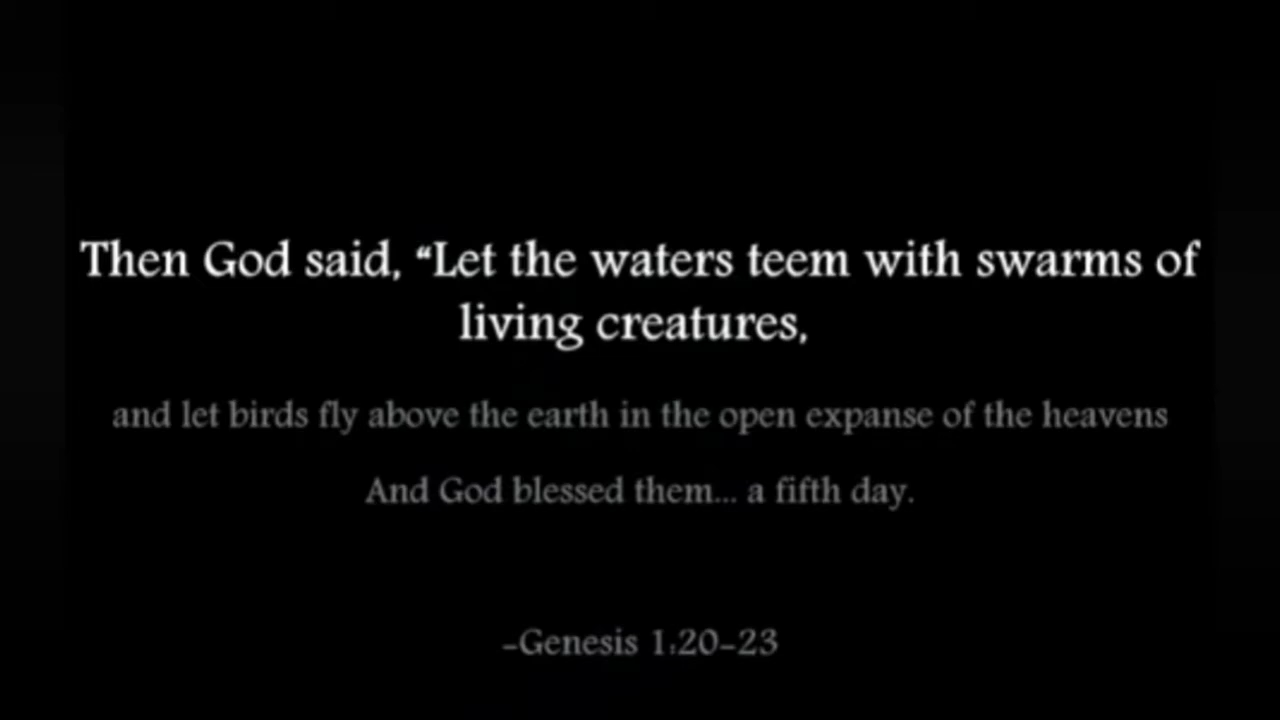 Then God said, “Let the waters teem with swarms of
living creatures,
and let birds fly above the earth in the open expanse of the heavens
And God blessed them... a fifth day.
-Genesis 1:20-23